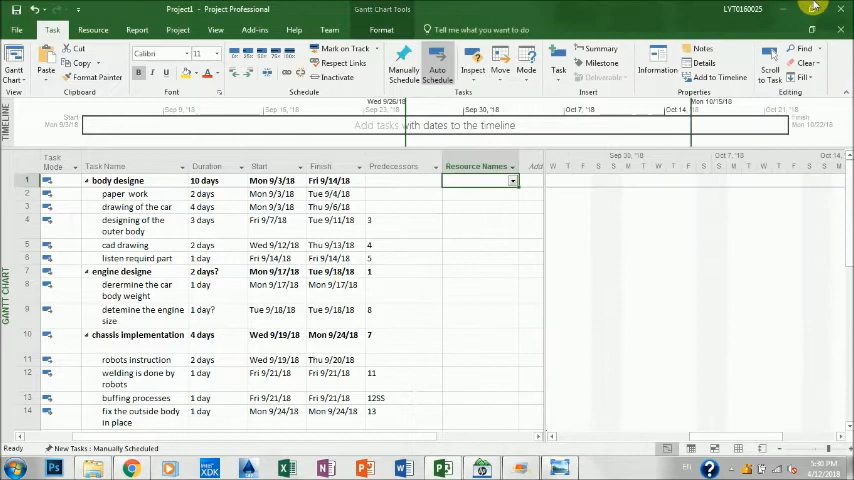 Project1 - Project Professional
Gantt Chart Tools
LYT0160025
File
Task
Resource
Report
Project
View
Add-ins
Help
Team
Format
Tell me what you want to do
Gantt Chart
Paste
Cut
Copy
Format Painter
Clipboard
Calibri
11
B I U
Font
Mark on Track
Respect Links
Inactivate
Schedule
Manually Schedule
Auto Schedule
Inspect
Move
Mode
Tasks
Task
Summary
Milestone
Deliverable
Insert
Information
Notes
Details
Add to Timeline
Properties
Scroll to Task
Find
Clear
Fill
Editing
TIMELINE
Wed 9/26/18
Mon 10/15/18
Sep 9, '18
Sep 16, '18
Sep 23, '18
Sep 30, '18
Oct 7, '18
Oct 14, '18
Oct 21, '18
Start
Mon 9/3/18
Add tasks with dates to the timeline
Finish
Mon 10/22/18
GANTT CHART
Task Mode Task Name Duration Start Finish Predecessors Resource Names Add
Sep 30, '18 Oct 7, '18 Oct 14, '1
W F S T T S M W F S T T S M
1 body designe 10 days Mon 9/3/18 Fri 9/14/18
2 paper work 2 days Mon 9/3/18 Tue 9/4/18
3 drawing of the car 4 days Mon 9/3/18 Thu 9/6/18
4 designing of the outer body 3 days Fri 9/7/18 Tue 9/11/18 3
5 cad drawing 2 days Wed 9/12/18 Thu 9/13/18 4
6 listen requird part 1 day Fri 9/14/18 Fri 9/14/18 5
7 engine designe 2 days? Mon 9/17/18 Tue 9/18/18 1
8 derermine the car body weight 1 day Mon 9/17/18 Mon 9/17/18
9 detemine the engine size 1 day? Tue 9/18/18 Tue 9/18/18 8
10 chassis implementation 4 days Wed 9/19/18 Mon 9/24/18 7
11 robots instruction 2 days Wed 9/19/18 Thu 9/20/18
12 welding is done by robots 1 day Fri 9/21/18 Fri 9/21/18 11
13 buffing processes 1 day Fri 9/21/18 Fri 9/21/18 12SS
14 fix the outside body in place 1 day Mon 9/24/18 Mon 9/24/18 13
Ready
New Tasks : Manually Scheduled
EN
5:30 PM
4/12/2018